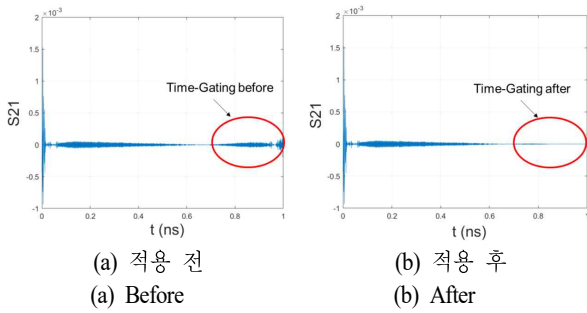 ×10⁻³
2
1.5
1
0.5
0
-0.5
-1
S21
Time-Gating before
0 0.2 0.4 0.6 0.8 1
t (ns)
(a) 적용 전
(a) Before
×10⁻³
2
1.5
1
0.5
0
-0.5
-1
S21
Time-Gating after
0 0.2 0.4 0.6 0.8 1
t (ns)
(b) 적용 후
(b) After